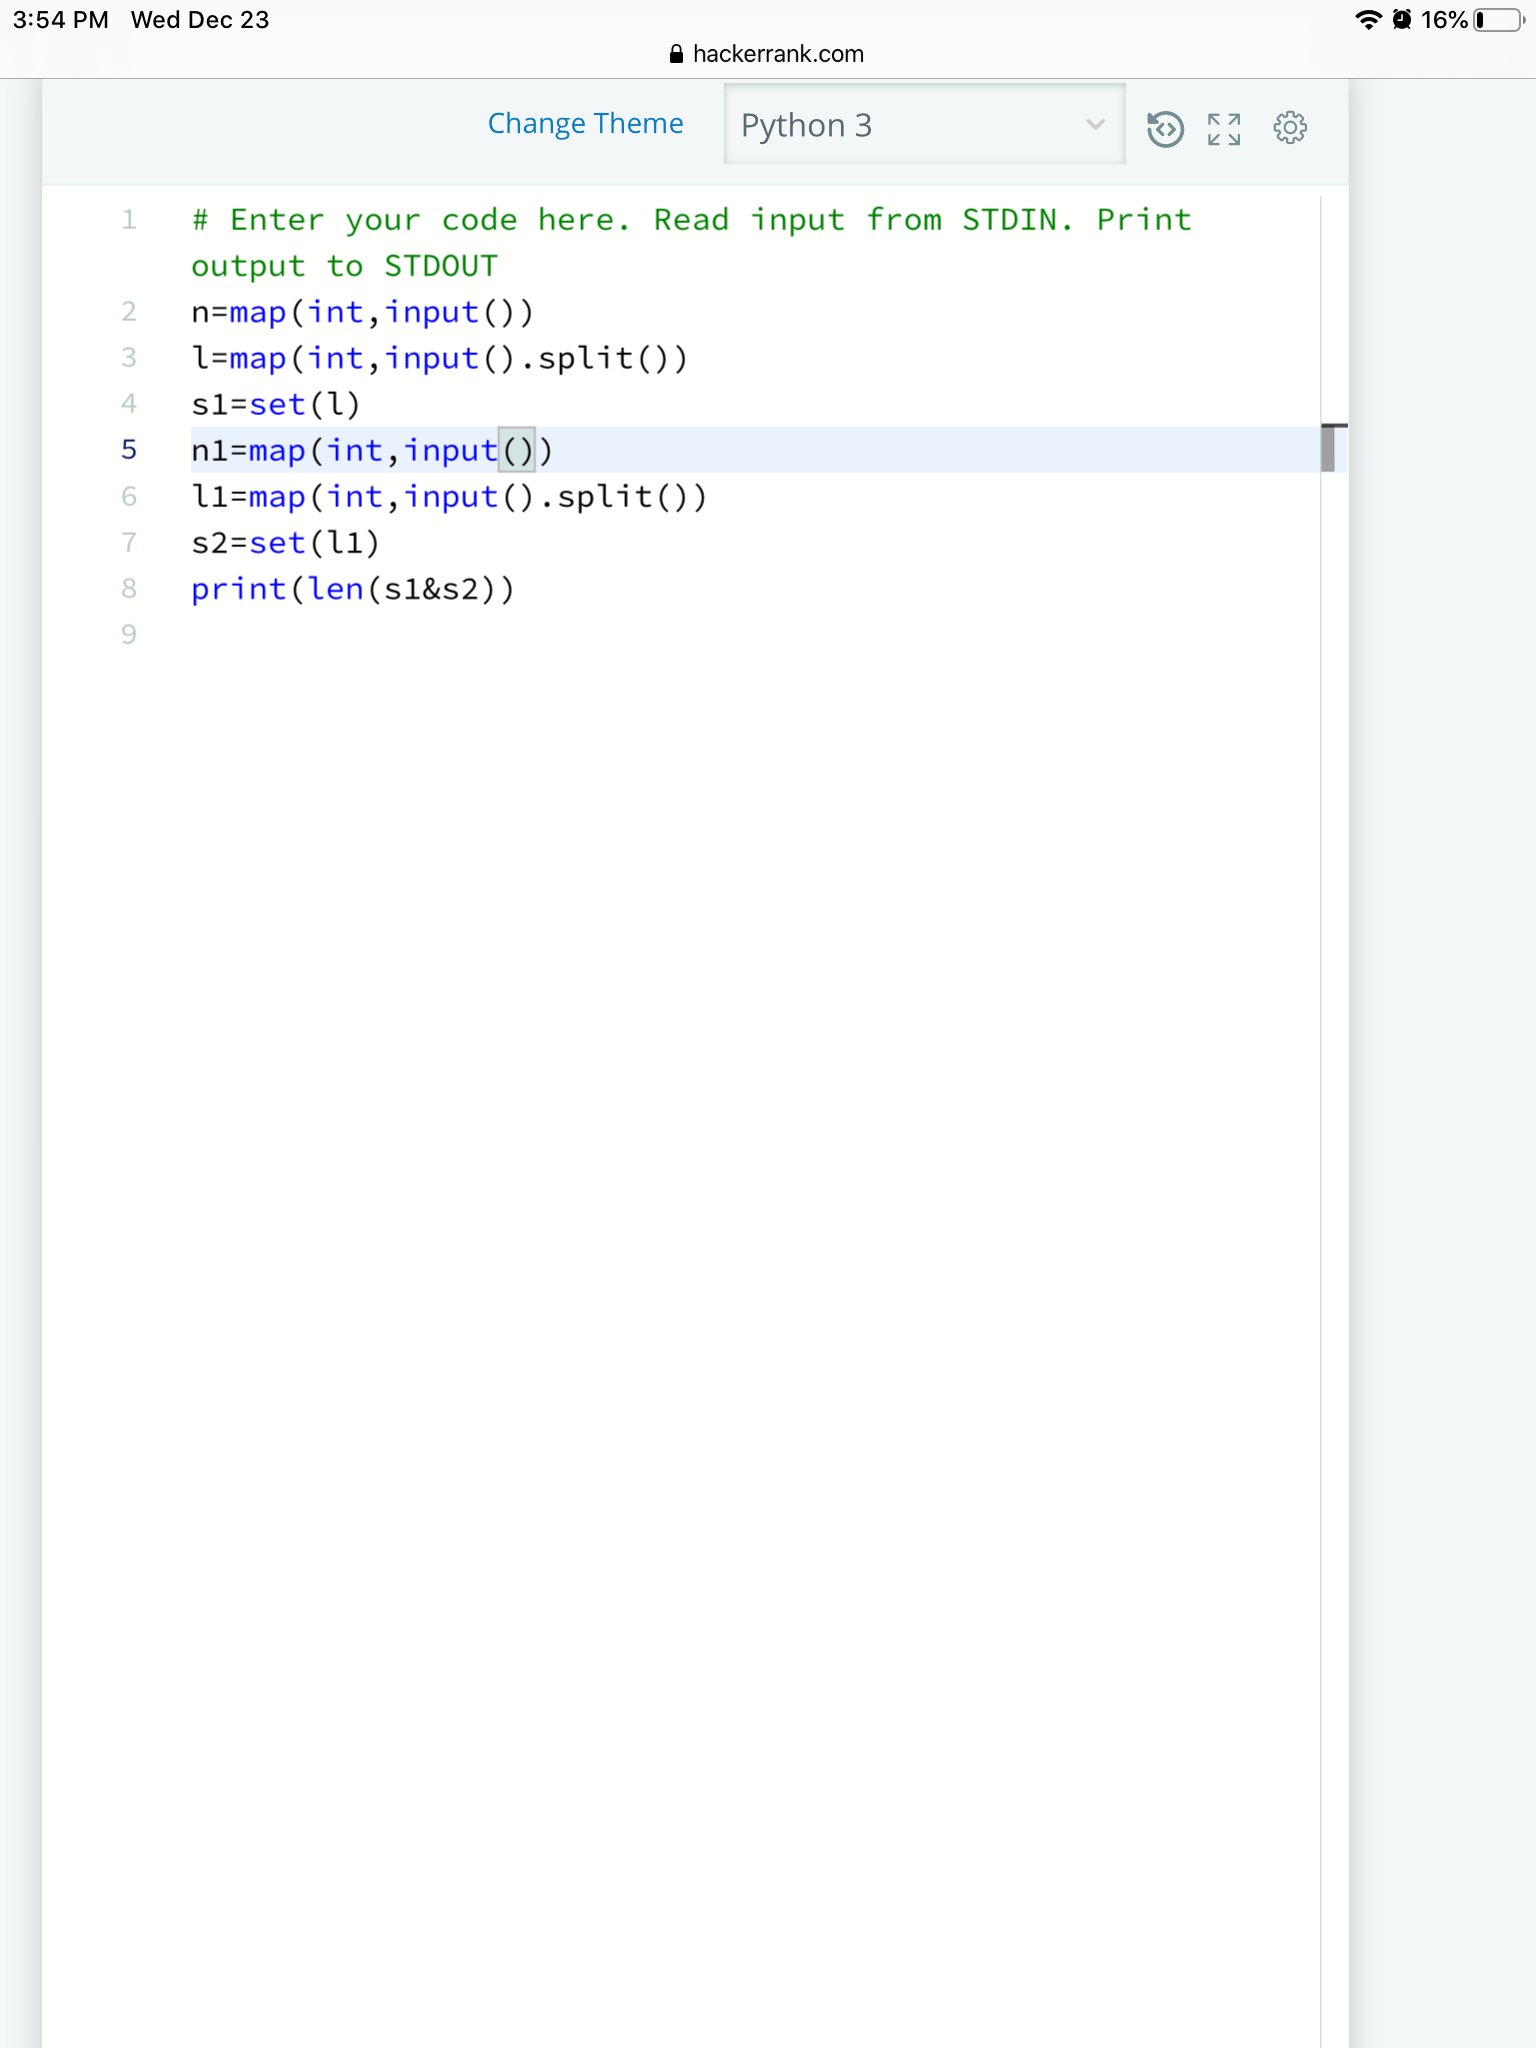 3:54 PM Wed Dec 23 16%
hackerrank.com
Change Theme Python 3
1 # Enter your code here. Read input from STDIN. Print
output to STDOUT
2 n=map(int,input())
3 l=map(int,input().split())
4 s1=set(l)
5 n1=map(int,input())
6 l1=map(int,input().split())
7 s2=set(l1)
8 print(len(s1&s2))
9